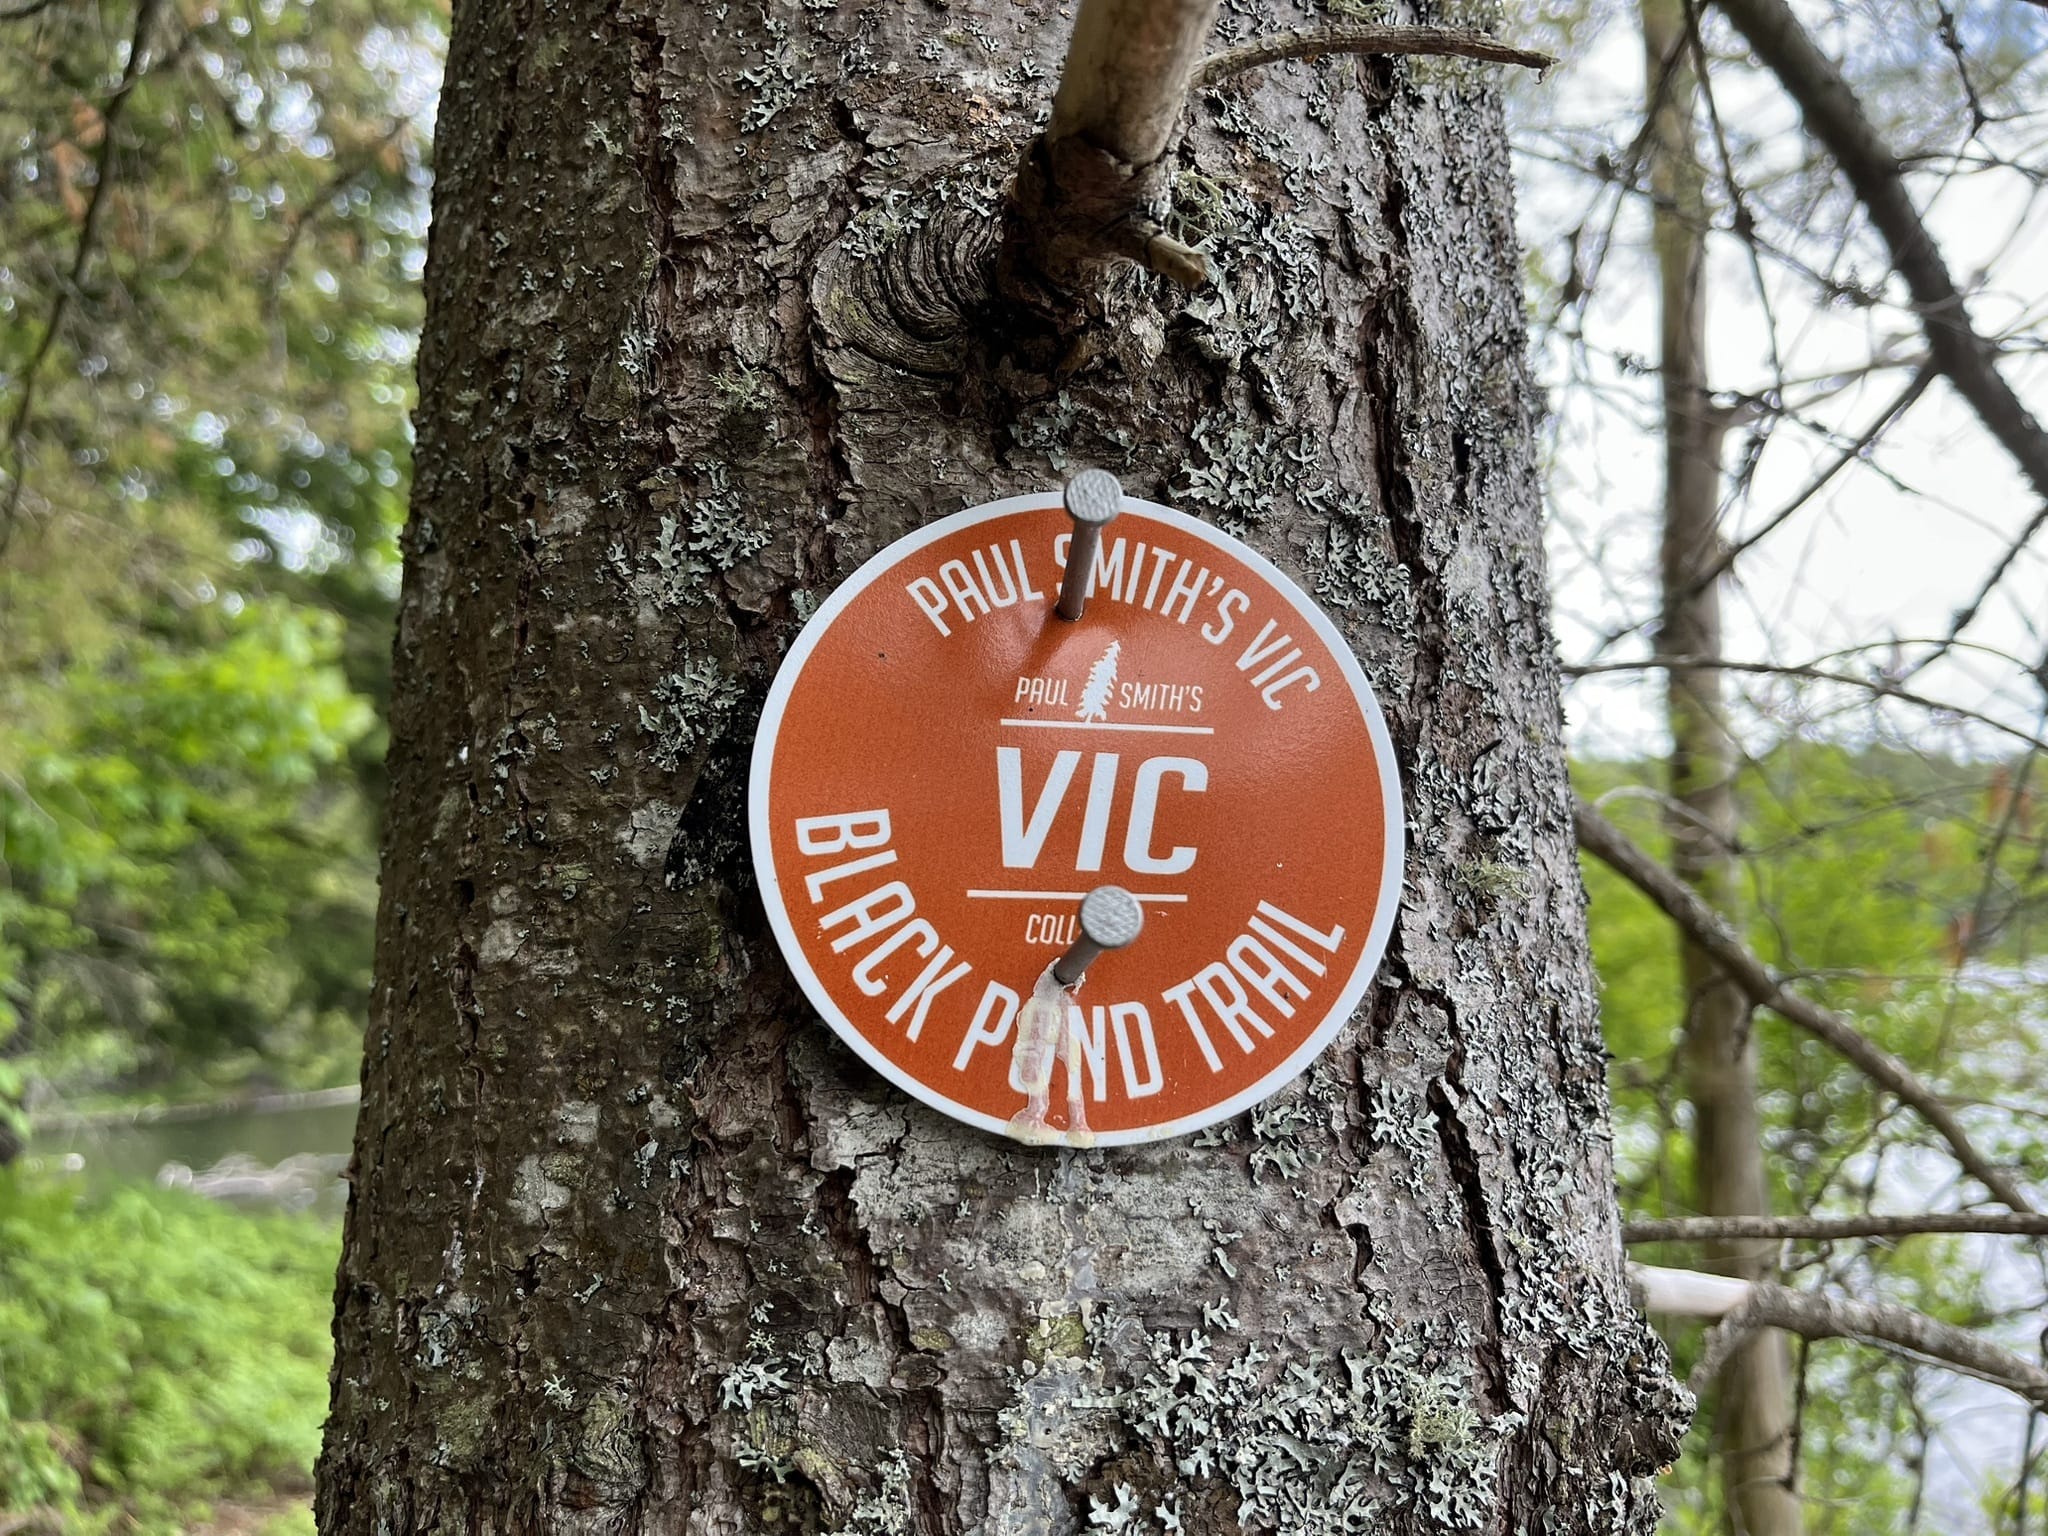 PAUL SMITH'S VIC
PAUL SMITH'S
VIC
BLACK POND TRAIL